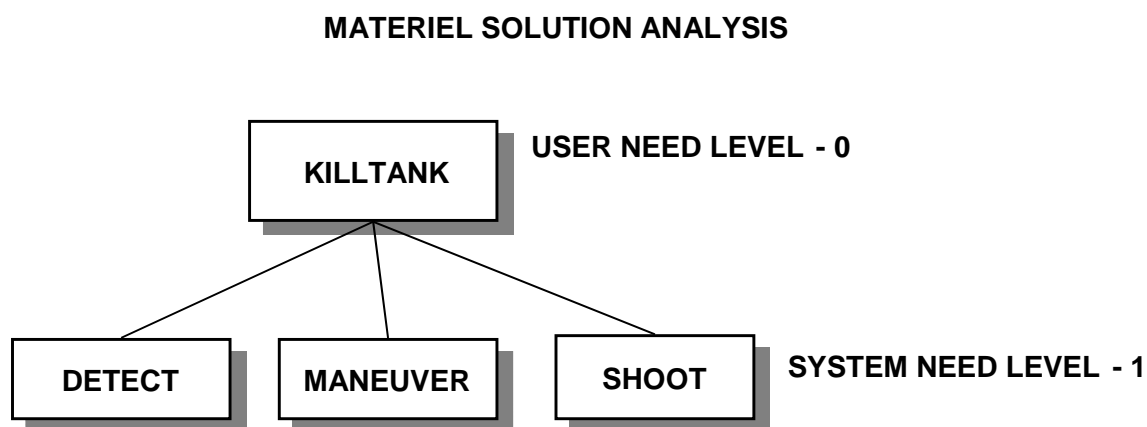 MATERIEL SOLUTION ANALYSIS
KILLTANK
USER NEED LEVEL - 0
DETECT
MANEUVER
SHOOT
SYSTEM NEED LEVEL - 1